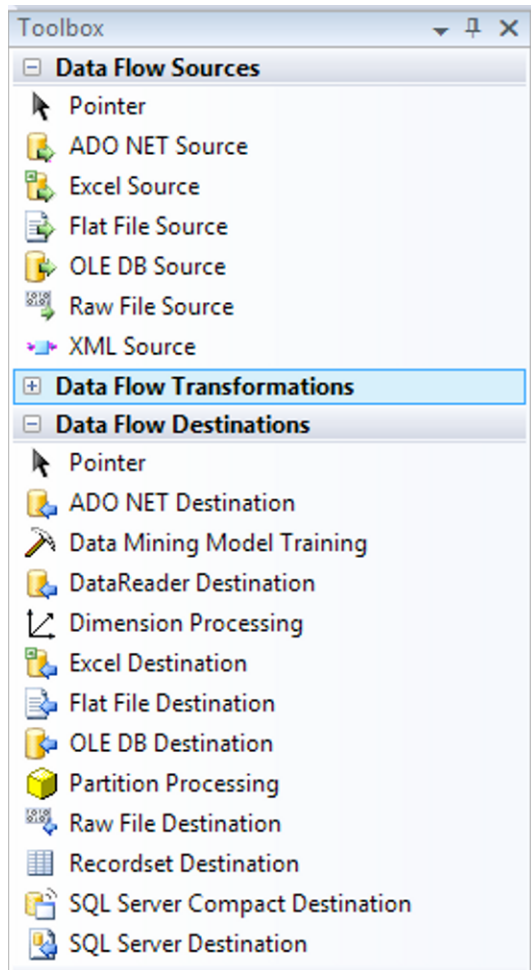 Toolbox
Data Flow Sources
Pointer
ADO NET Source
Excel Source
Flat File Source
OLE DB Source
Raw File Source
XML Source
Data Flow Transformations
Data Flow Destinations
Pointer
ADO NET Destination
Data Mining Model Training
DataReader Destination
Dimension Processing
Excel Destination
Flat File Destination
OLE DB Destination
Partition Processing
Raw File Destination
Recordset Destination
SQL Server Compact Destination
SQL Server Destination